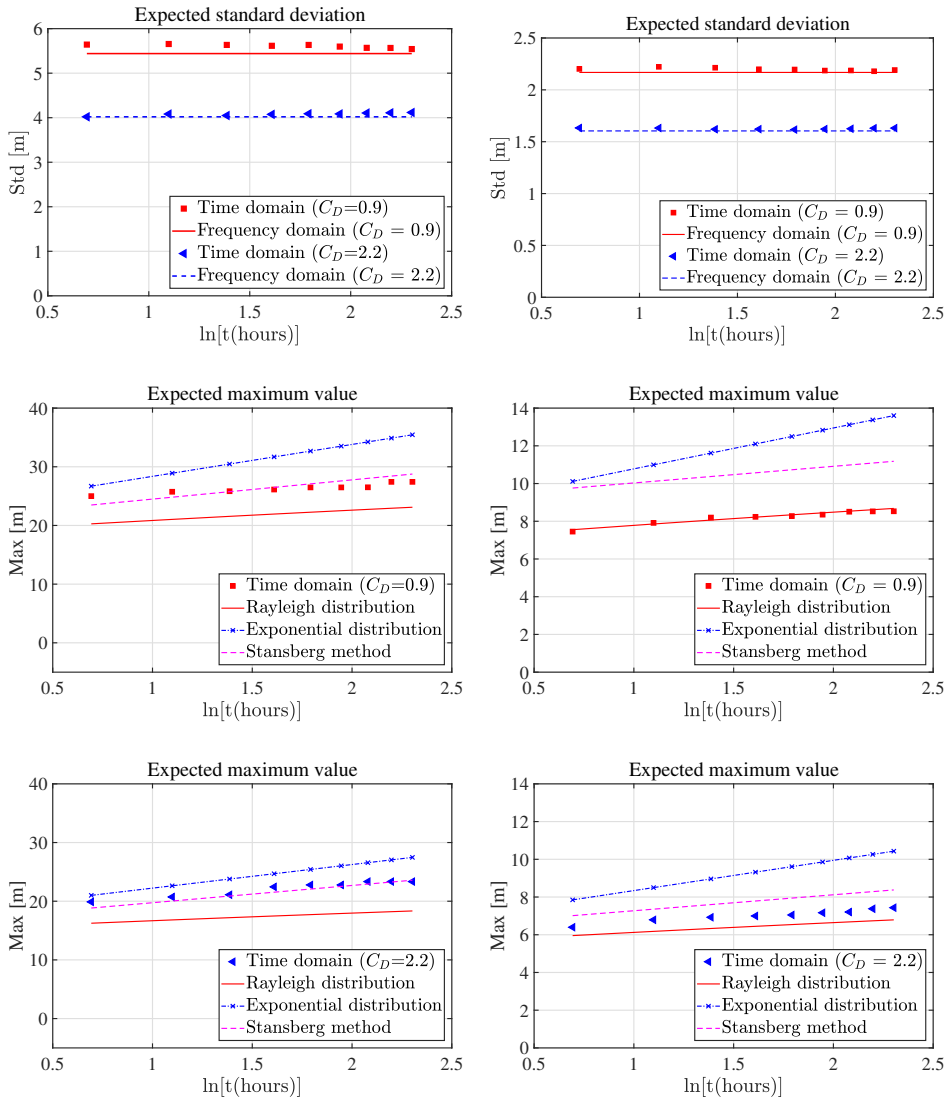 Expected standard deviation
6
5
4
3
2
1
0
Std [m]
Time domain (C_D=0.9)
Frequency domain (C_D = 0.9)
Time domain (C_D=2.2)
Frequency domain (C_D = 2.2)
0.5 1 1.5 2 2.5
ln[t(hours)]
Expected standard deviation
2.5
2
1.5
1
0.5
0
Std [m]
Time domain (C_D = 0.9)
Frequency domain (C_D = 0.9)
Time domain (C_D = 2.2)
Frequency domain (C_D = 2.2)
0.5 1 1.5 2 2.5
ln[t(hours)]
Expected maximum value
40
30
20
10
0
Max [m]
Time domain (C_D=0.9)
Rayleigh distribution
Exponential distribution
Stansberg method
0.5 1 1.5 2 2.5
ln[t(hours)]
Expected maximum value
14
12
10
8
6
4
2
0
Max [m]
Time domain (C_D = 0.9)
Rayleigh distribution
Exponential distribution
Stansberg method
0.5 1 1.5 2 2.5
ln[t(hours)]
Expected maximum value
40
30
20
10
0
Max [m]
Time domain (C_D=2.2)
Rayleigh distribution
Exponential distribution
Stansberg method
0.5 1 1.5 2 2.5
ln[t(hours)]
Expected maximum value
14
12
10
8
6
4
2
0
Max [m]
Time domain (C_D = 2.2)
Rayleigh distribution
Exponential distribution
Stansberg method
0.5 1 1.5 2 2.5
ln[t(hours)]